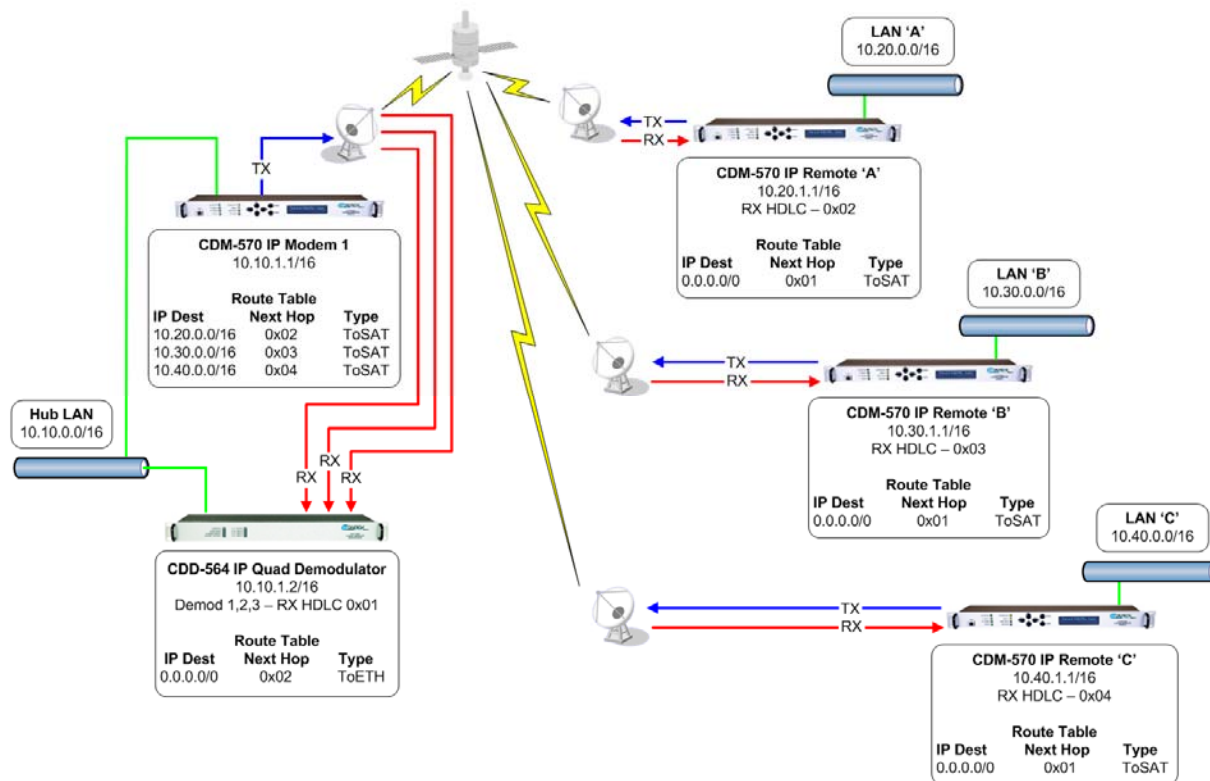 LAN 'A'
10.20.0.0/16
TX
RX
CDM-570 IP Remote 'A'
10.20.1.1/16
RX HDLC – 0x02
Route Table
IP Dest Next Hop Type
0.0.0.0/0 0x01 ToSAT
TX
CDM-570 IP Modem 1
10.10.1.1/16
Route Table
IP Dest Next Hop Type
10.20.0.0/16 0x02 ToSAT
10.30.0.0/16 0x03 ToSAT
10.40.0.0/16 0x04 ToSAT
LAN 'B'
10.30.0.0/16
TX
RX
CDM-570 IP Remote 'B'
10.30.1.1/16
RX HDLC – 0x03
Route Table
IP Dest Next Hop Type
0.0.0.0/0 0x01 ToSAT
Hub LAN
10.10.0.0/16
RX
RX
RX
CDD-564 IP Quad Demodulator
10.10.1.2/16
Demod 1,2,3 – RX HDLC 0x01
Route Table
IP Dest Next Hop Type
0.0.0.0/0 0x02 ToETH
LAN 'C'
10.40.0.0/16
TX
RX
CDM-570 IP Remote 'C'
10.40.1.1/16
RX HDLC – 0x04
Route Table
IP Dest Next Hop Type
0.0.0.0/0 0x01 ToSAT